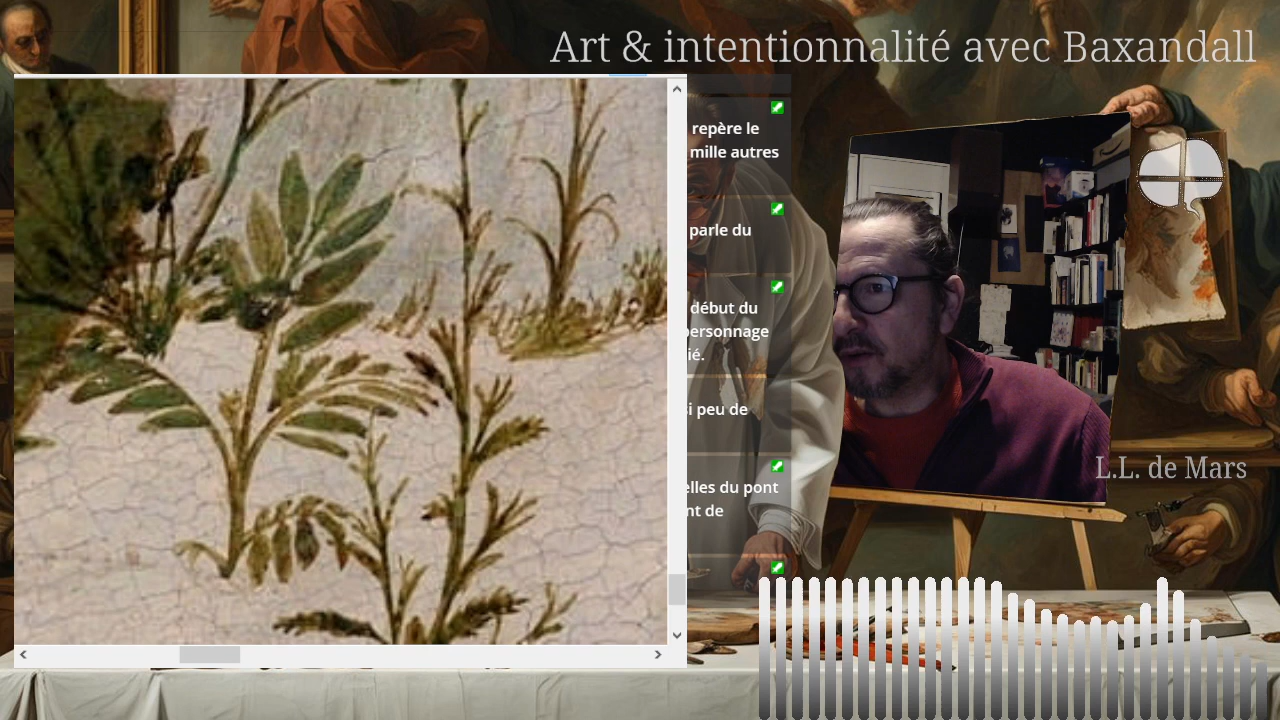 Art & intentionnalité avec Baxandall
repère le
mille autres
parle du
début du
personnage
ié.
si peu de
elles du pont
nt de
L.L. de Mars